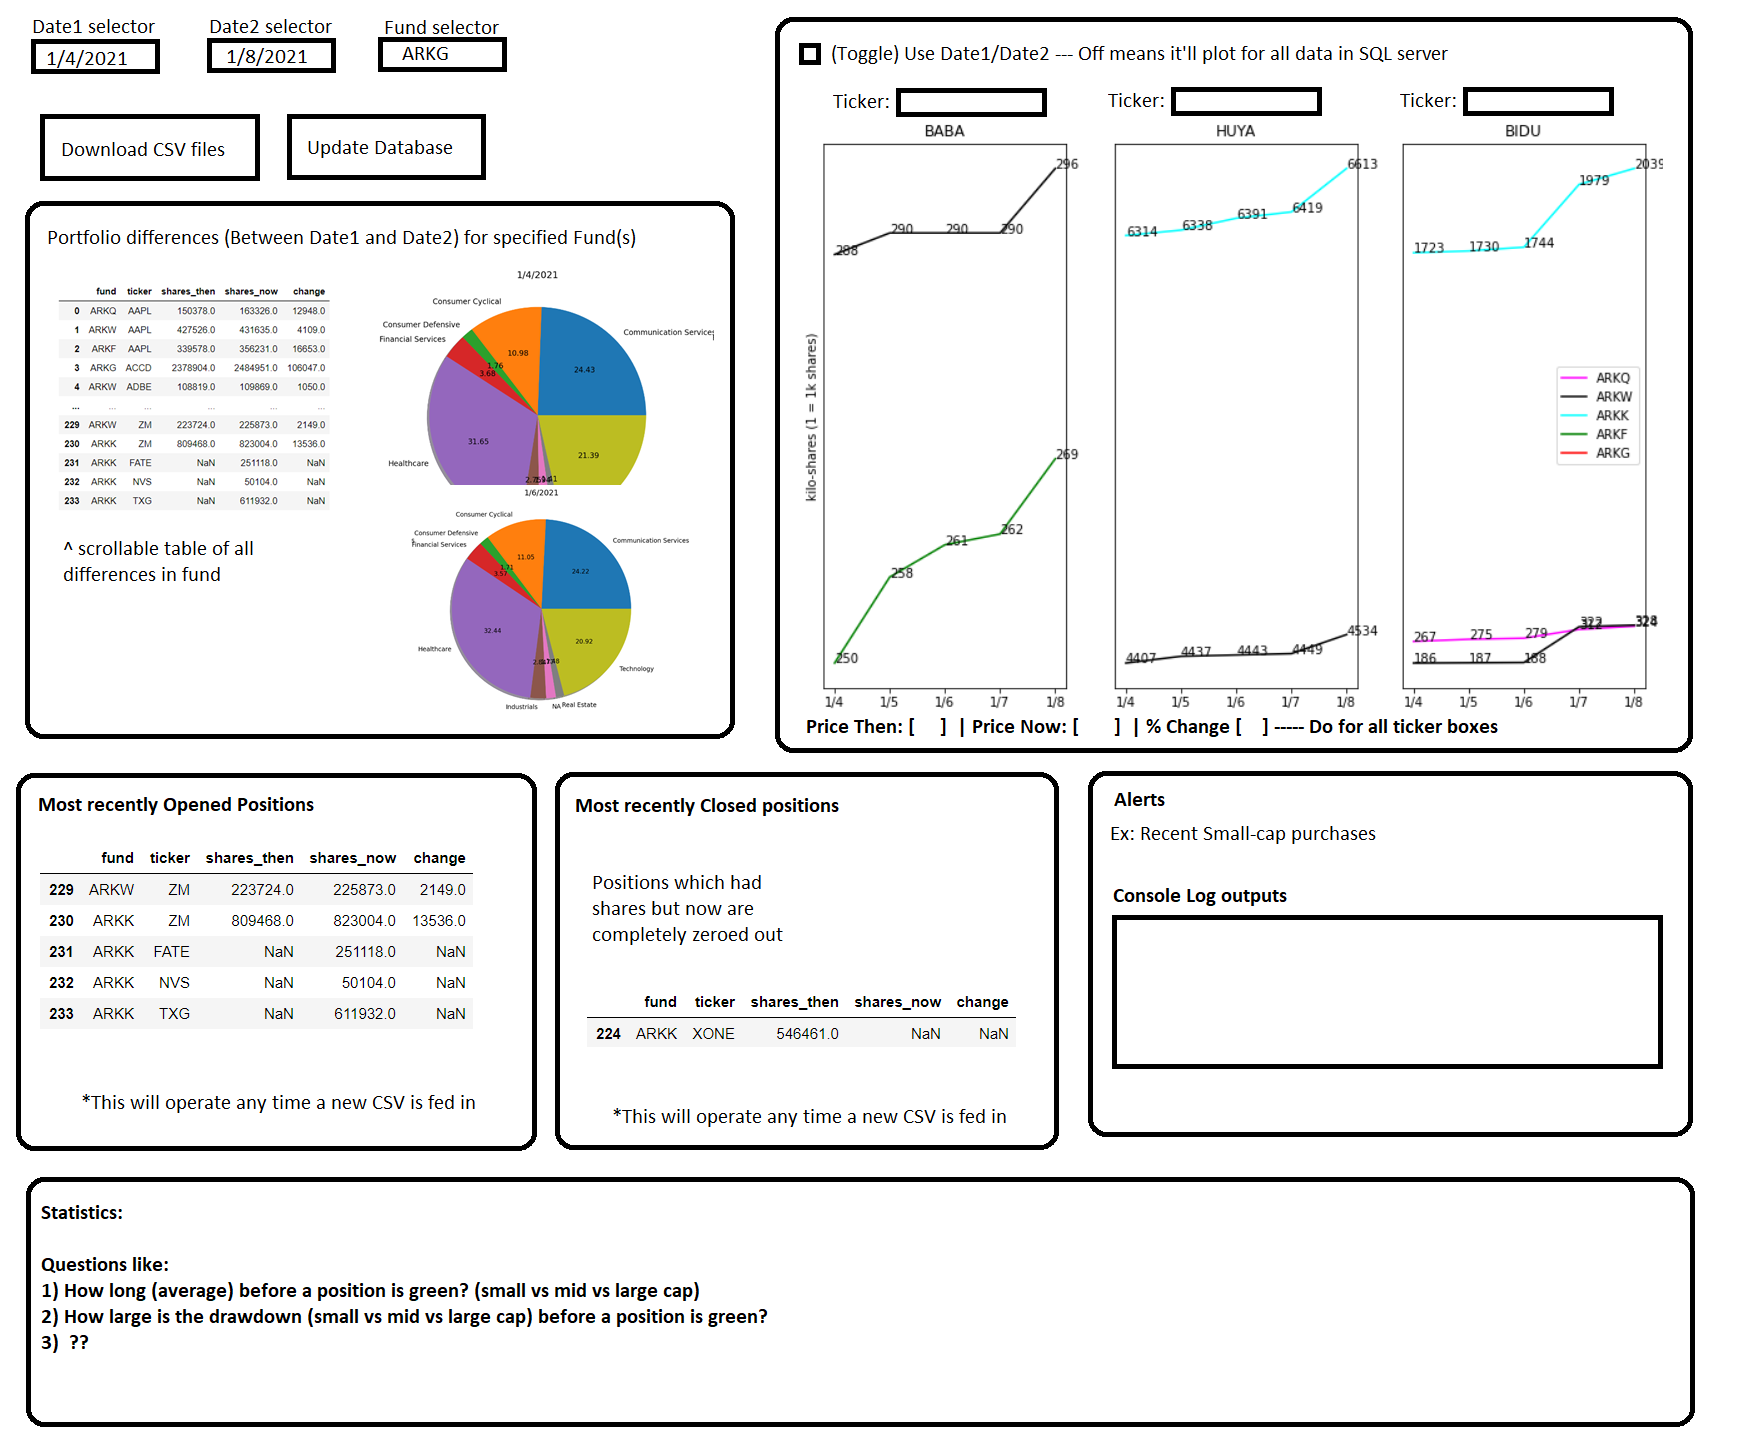 Date1 selector
Date2 selector
Fund selector
1/4/2021
1/8/2021
ARKG
Download CSV files
Update Database
Portfolio differences (Between Date1 and Date2) for specified Fund(s)
fund ticker shares_then shares_now change
0 ARKQ AAPL 150378.0 163326.0 12948.0
1 ARKW AAPL 427526.0 431635.0 4109.0
2 ARKF AAPL 339578.0 356231.0 16653.0
3 ARKG ACCD 2378904.0 2484951.0 106047.0
4 ARKW ADBE 108819.0 109869.0 1050.0
... ... ... ... ... ...
229 ARKW ZM 223724.0 225873.0 2149.0
230 ARKK ZM 809468.0 823004.0 13536.0
231 ARKK FATE NaN 251118.0 NaN
232 ARKK NVS NaN 50104.0 NaN
233 ARKK TXG NaN 611932.0 NaN
^ scrollable table of all
differences in fund
1/4/2021
Consumer Cyclical
Consumer Defensive
Financial Services
Communication Services
10.98
1.76
3.68
24.43
31.65
21.39
Healthcare
1/6/2021
Consumer Cyclical
Consumer Defensive
Financial Services
Communication Services
11.05
3.57
24.22
32.44
20.92
Healthcare
Technology
Industrials
NA
Real Estate
(Toggle) Use Date1/Date2 --- Off means it'll plot for all data in SQL server
Ticker:
Ticker:
Ticker:
BABA
HUYA
BIDU
kilo-shares (1 = 1k shares)
288
290
290
290
296
250
258
261
262
269
1/4 1/5 1/6 1/7 1/8
6314
6338
6391
6419
6613
4407
4437
4443
4449
4534
1/4 1/5 1/6 1/7 1/8
1723
1730
1744
1979
2039
267
275
279
186
187
188
1/4 1/5 1/6 1/7 1/8
ARKQ
ARKW
ARKK
ARKF
ARKG
Price Then: [ ] | Price Now: [ ] | % Change [ ] ----- Do for all ticker boxes
Most recently Opened Positions
fund ticker shares_then shares_now change
229 ARKW ZM 223724.0 225873.0 2149.0
230 ARKK ZM 809468.0 823004.0 13536.0
231 ARKK FATE NaN 251118.0 NaN
232 ARKK NVS NaN 50104.0 NaN
233 ARKK TXG NaN 611932.0 NaN
*This will operate any time a new CSV is fed in
Most recently Closed positions
Positions which had
shares but now are
completely zeroed out
fund ticker shares_then shares_now change
224 ARKK XONE 546461.0 NaN NaN
*This will operate any time a new CSV is fed in
Alerts
Ex: Recent Small-cap purchases
Console Log outputs
Statistics:
Questions like:
1) How long (average) before a position is green? (small vs mid vs large cap)
2) How large is the drawdown (small vs mid vs large cap) before a position is green?
3) ??